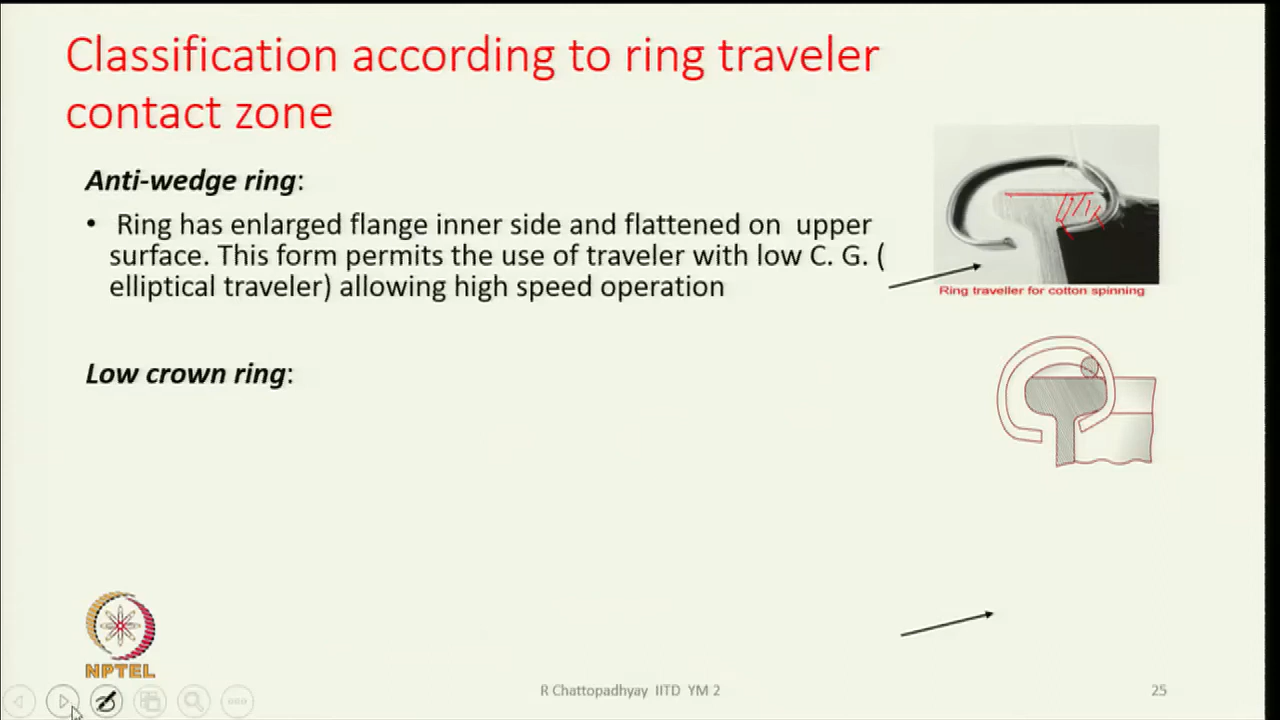 Classification according to ring traveler
contact zone
Anti-wedge ring:
• Ring has enlarged flange inner side and flattened on upper
surface. This form permits the use of traveler with low C. G. (
elliptical traveler) allowing high speed operation
Ring traveller for cotton spinning
Low crown ring:
NPTEL
R Chattopadhyay IITD YM 2
25